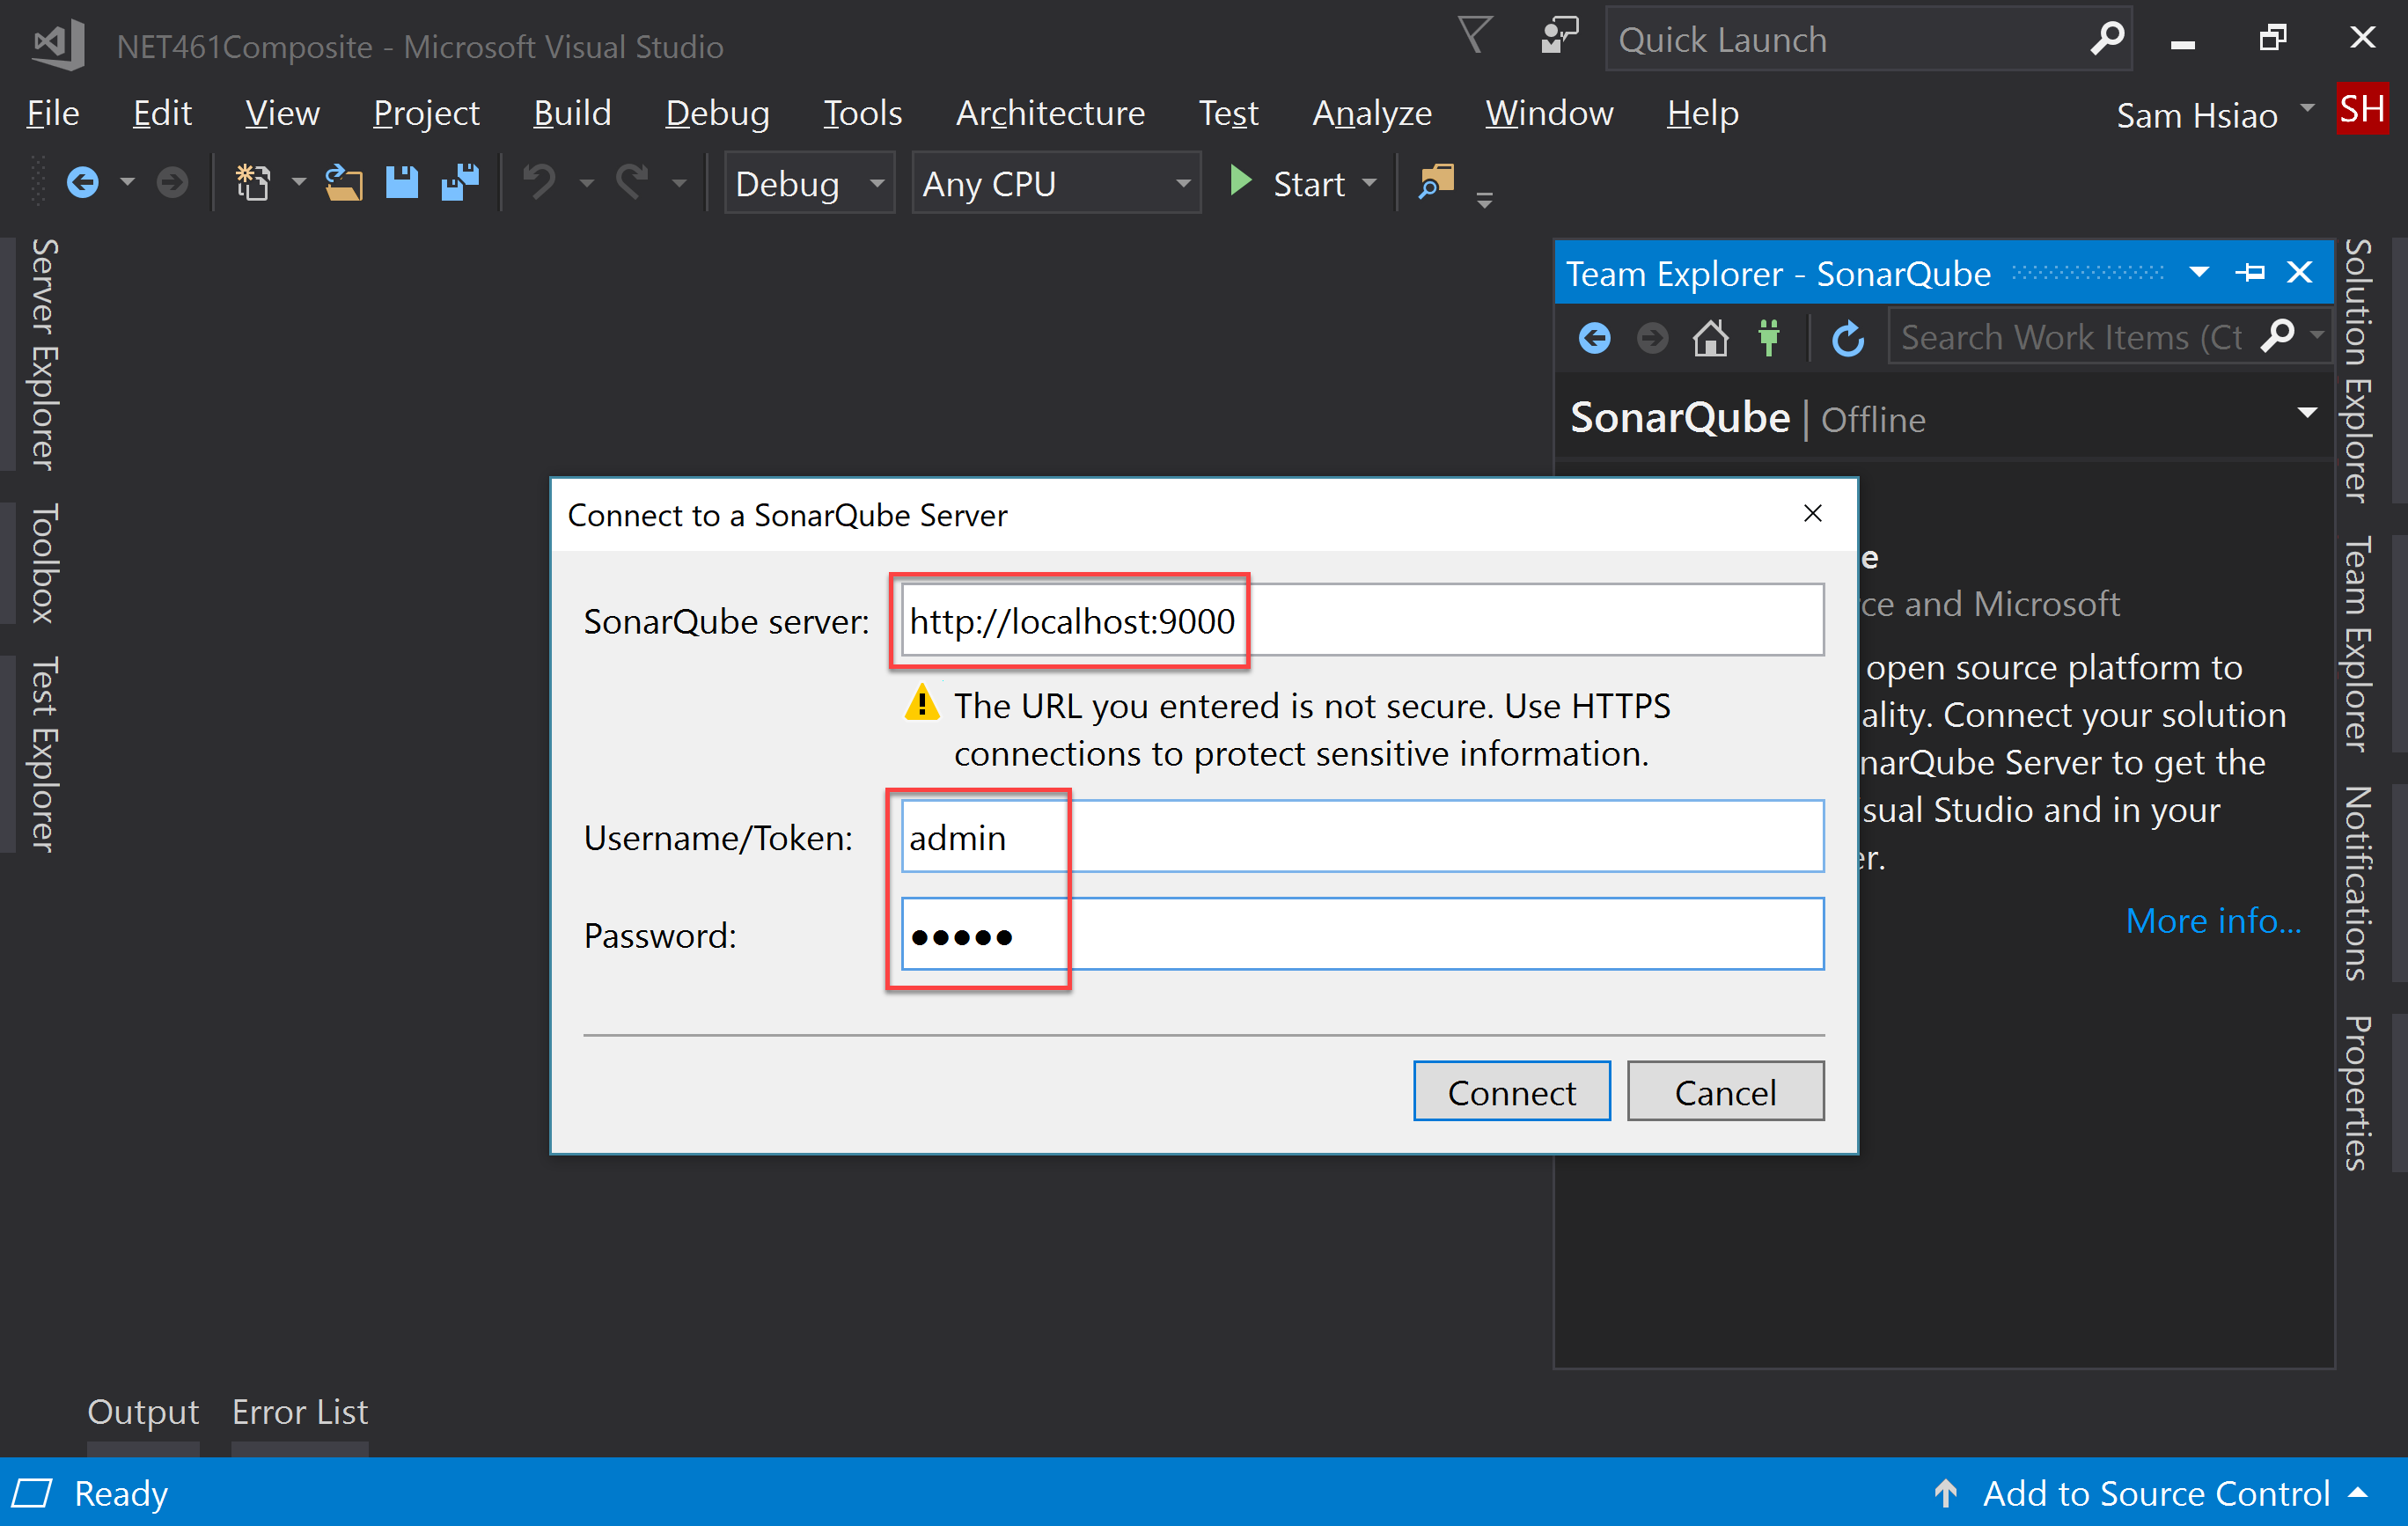 NET461Composite - Microsoft Visual Studio
Quick Launch
File Edit View Project Build Debug Tools Architecture Test Analyze Window Help
Sam Hsiao SH
Debug Any CPU Start
Server Explorer
Toolbox
Test Explorer
Team Explorer - SonarQube
Search Work Items (Ct
SonarQube | Offline
e
rce and Microsoft
open source platform to
ality. Connect your solution
narQube Server to get the
sual Studio and in your
er.
More info...
Connect to a SonarQube Server
SonarQube server: http://localhost:9000
The URL you entered is not secure. Use HTTPS
connections to protect sensitive information.
Username/Token: admin
Password: ●●●●●
Connect Cancel
Solution Explorer
Team Explorer
Notifications
Properties
Output Error List
Ready
Add to Source Control